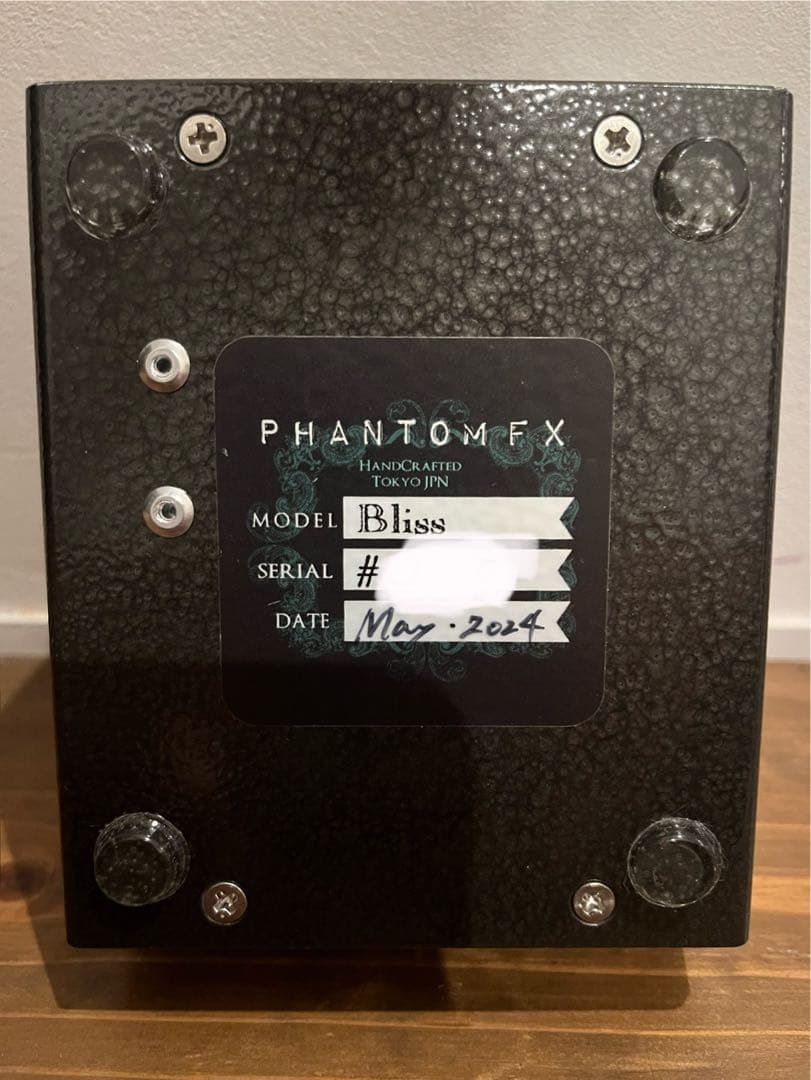 PHANTOM FX
HANDCRAFTED
TOKYO JPN
MODEL Bliss
SERIAL #
DATE May. 2024